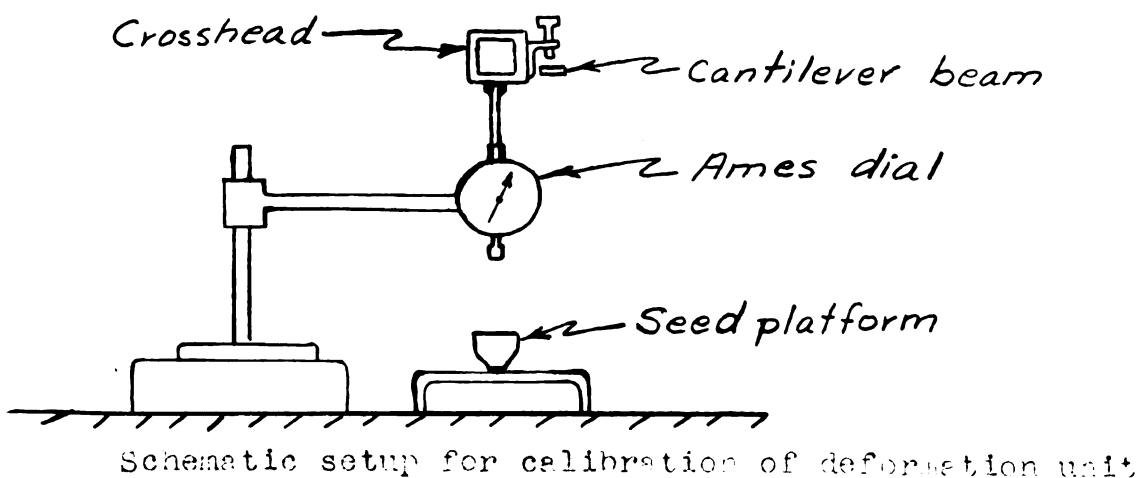 Crosshead
Cantilever beam
Ames dial
Seed platform
Schematic setup for calibration of deformation unit